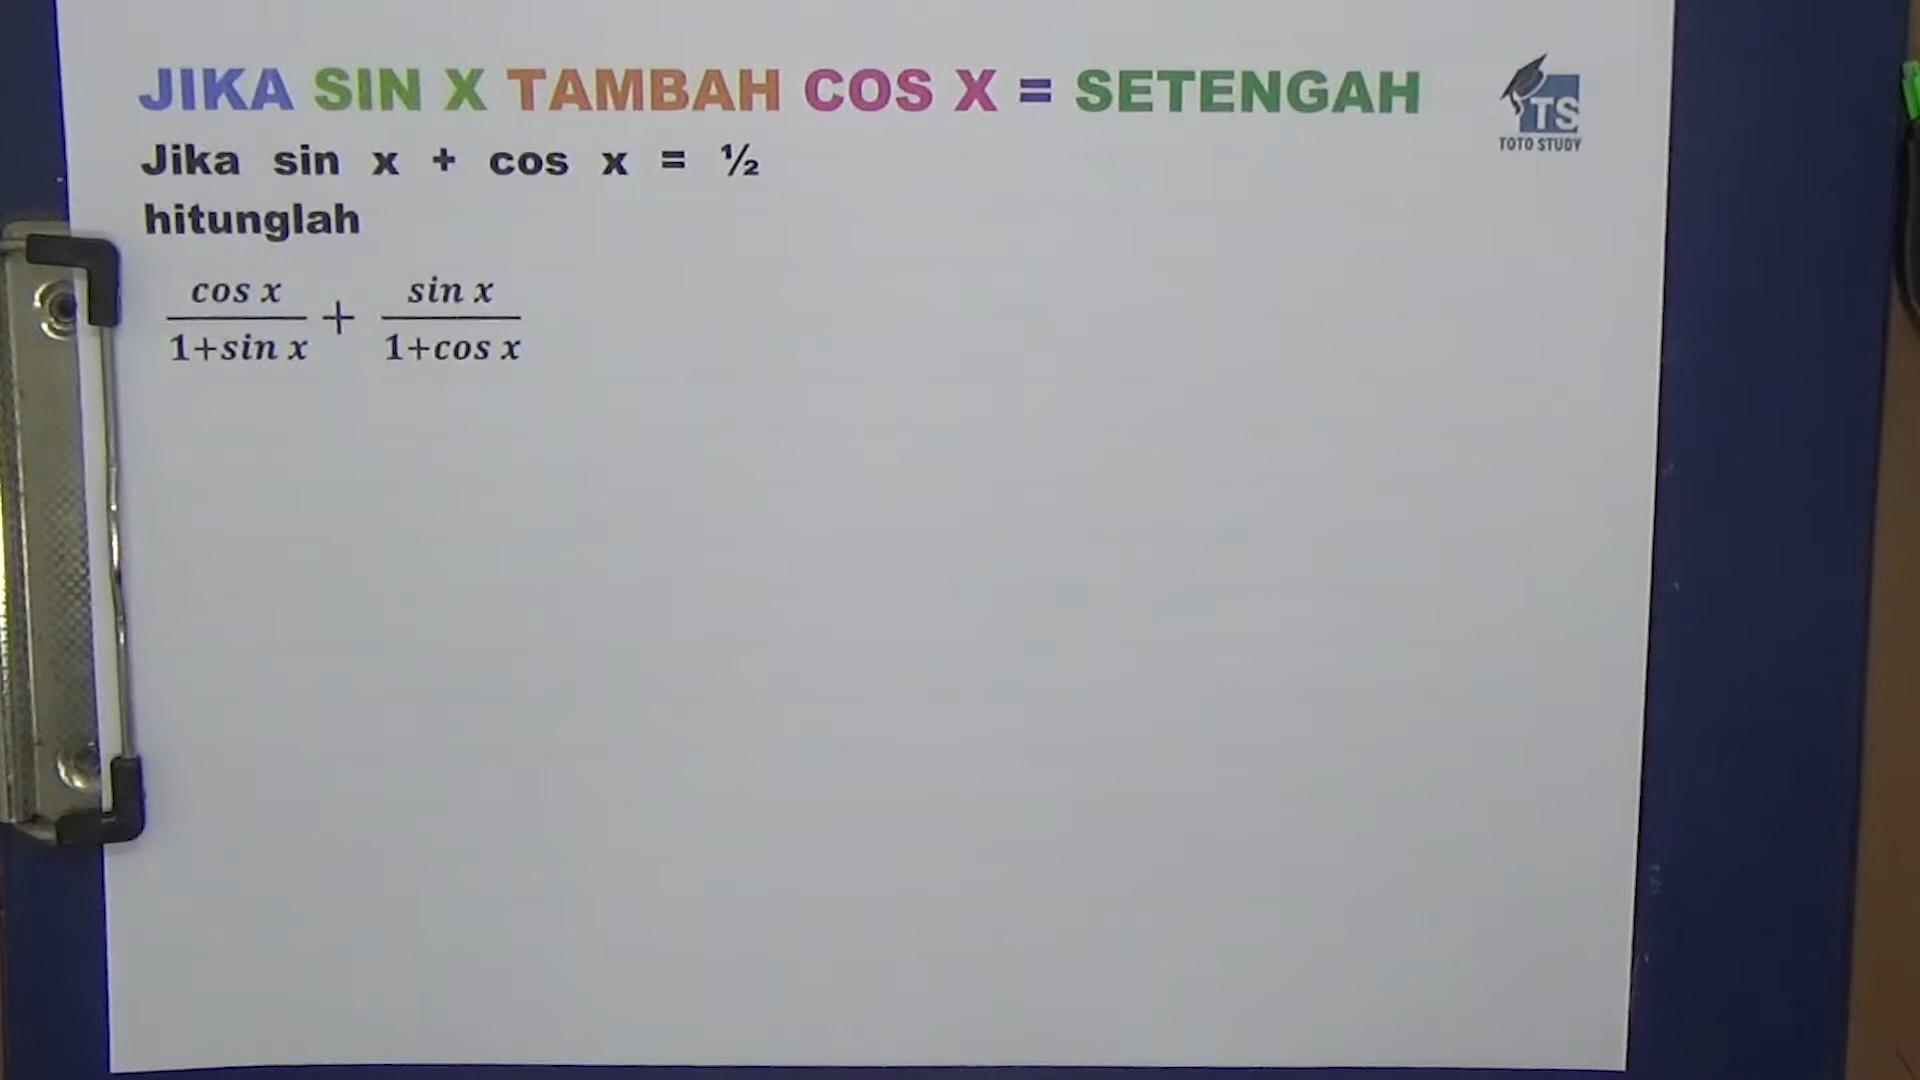 JIKA SIN X TAMBAH COS X = SETENGAH
TS
TOTO STUDY
Jika sin x + cos x = ½
hitunglah
cos x / 1+sin x + sin x / 1+cos x